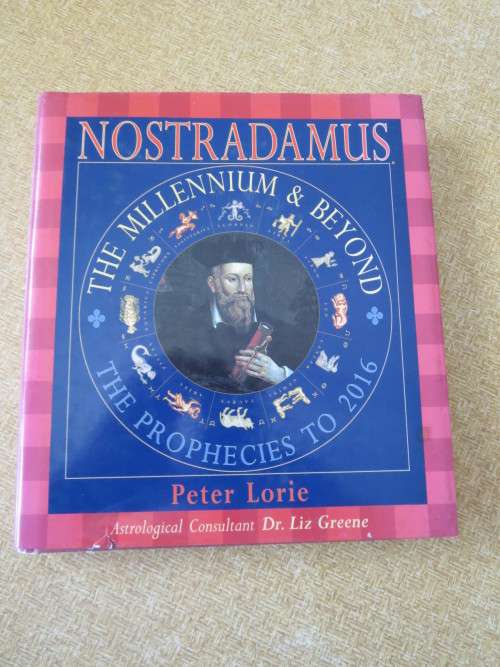 NOSTRADAMUS
THE MILLENNIUM & BEYOND
THE PROPHECIES TO 2016
Peter Lorie
Astrological Consultant Dr. Liz Greene